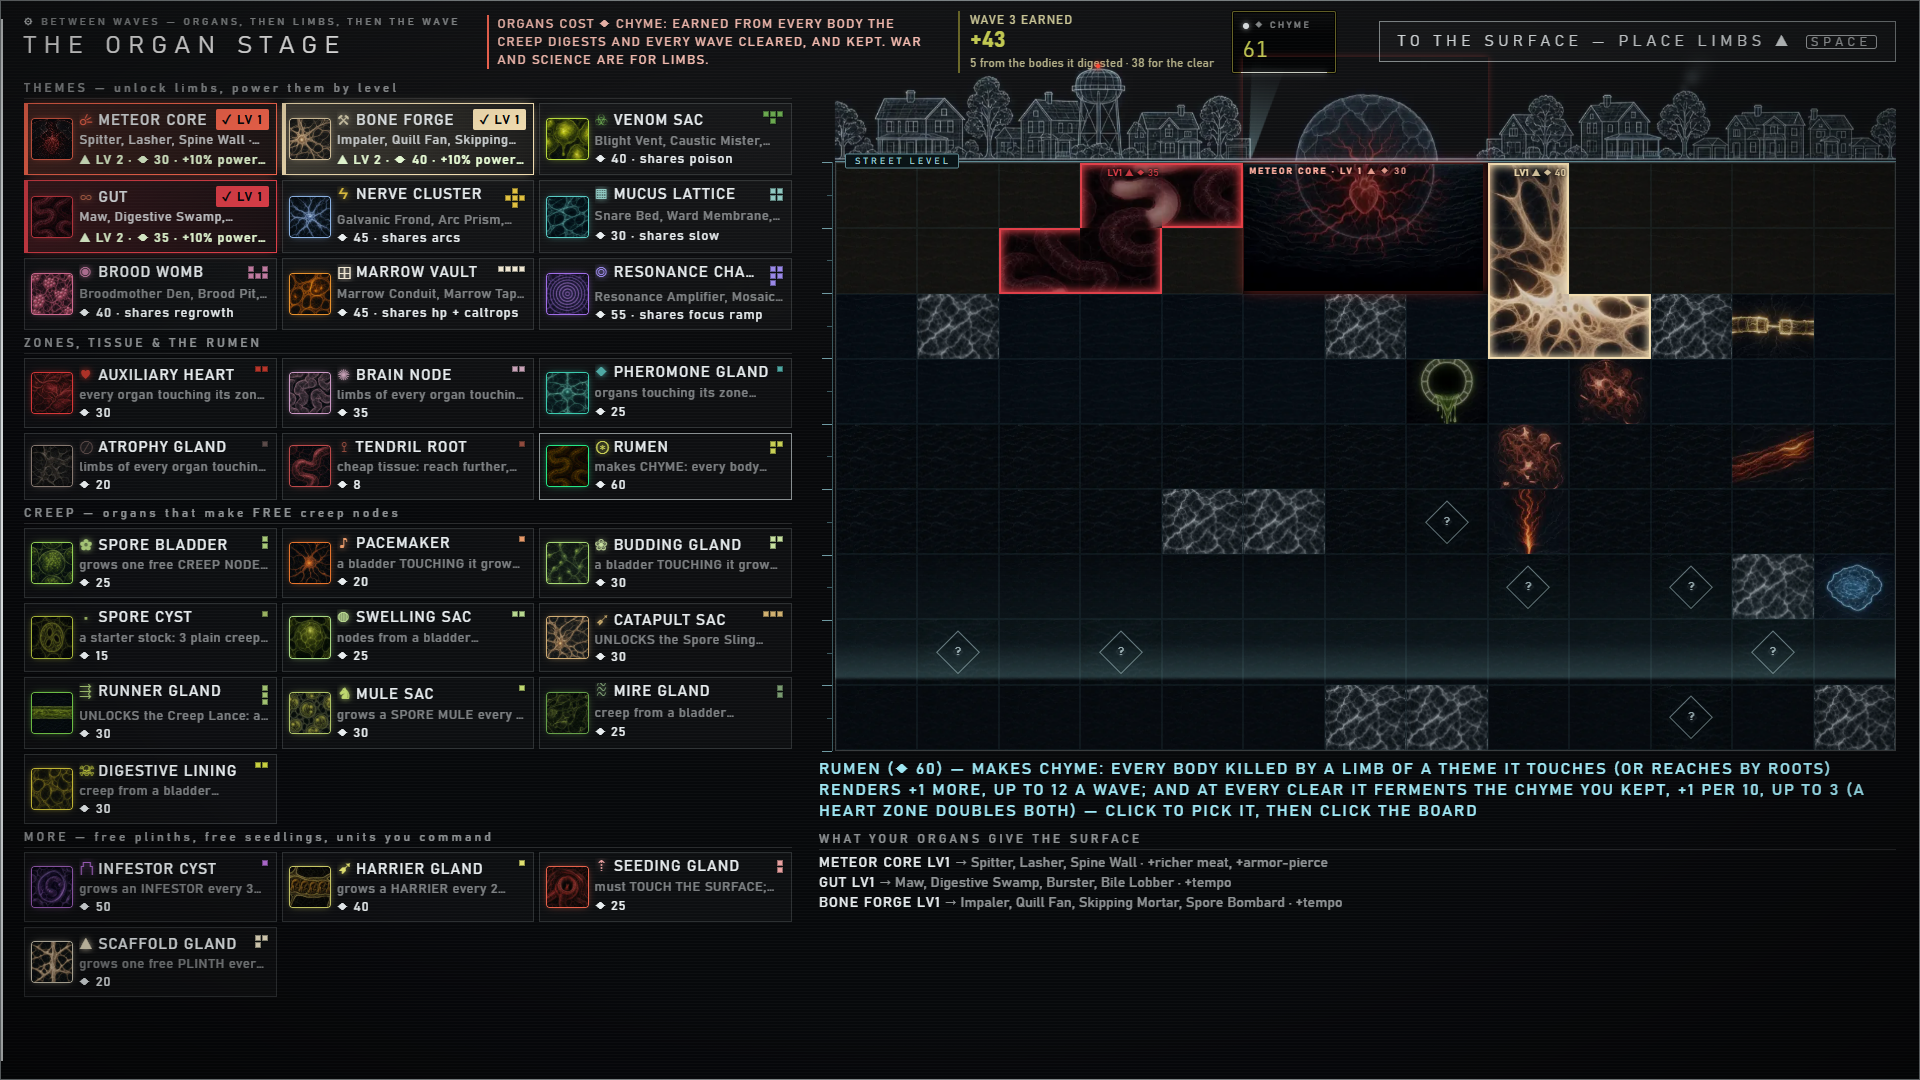 BETWEEN WAVES — ORGANS, THEN LIMBS, THEN THE WAVE
THE ORGAN STAGE
ORGANS COST ◆ CHYME: EARNED FROM EVERY BODY THE
CREEP DIGESTS AND EVERY WAVE CLEARED, AND KEPT. WAR
AND SCIENCE ARE FOR LIMBS.
WAVE 3 EARNED
+43
5 from the bodies it digested · 38 for the clear
◆ CHYME
61
TO THE SURFACE — PLACE LIMBS ▲ SPACE
THEMES — unlock limbs, power them by level
METEOR CORE ✓ LV 1
Spitter, Lasher, Spine Wall ·…
▲ LV 2 · ◆ 30 · +10% power…
BONE FORGE ✓ LV 1
Impaler, Quill Fan, Skipping…
▲ LV 2 · ◆ 40 · +10% power…
VENOM SAC
Blight Vent, Caustic Mister,…
◆ 40 · shares poison
GUT ✓ LV 1
Maw, Digestive Swamp,…
▲ LV 2 · ◆ 35 · +10% power…
NERVE CLUSTER
Galvanic Frond, Arc Prism,…
◆ 45 · shares arcs
MUCUS LATTICE
Snare Bed, Ward Membrane,…
◆ 30 · shares slow
BROOD WOMB
Broodmother Den, Brood Pit,…
◆ 40 · shares regrowth
MARROW VAULT
Marrow Conduit, Marrow Tap…
◆ 45 · shares hp + caltrops
RESONANCE CHA…
Resonance Amplifier, Mosaic…
◆ 55 · shares focus ramp
ZONES, TISSUE & THE RUMEN
AUXILIARY HEART
every organ touching its zon…
◆ 30
BRAIN NODE
limbs of every organ touchin…
◆ 35
PHEROMONE GLAND
organs touching its zone…
◆ 25
ATROPHY GLAND
limbs of every organ touchin…
◆ 20
TENDRIL ROOT
cheap tissue: reach further,…
◆ 8
RUMEN
makes CHYME: every body…
◆ 60
CREEP — organs that make FREE creep nodes
SPORE BLADDER
grows one free CREEP NODE…
◆ 25
PACEMAKER
a bladder TOUCHING it grow…
◆ 20
BUDDING GLAND
a bladder TOUCHING it grow…
◆ 30
SPORE CYST
a starter stock: 3 plain creep…
◆ 15
SWELLING SAC
nodes from a bladder…
◆ 25
CATAPULT SAC
UNLOCKS the Spore Sling…
◆ 30
RUNNER GLAND
UNLOCKS the Creep Lance: a…
◆ 30
MULE SAC
grows a SPORE MULE every …
◆ 30
MIRE GLAND
creep from a bladder…
◆ 25
DIGESTIVE LINING
creep from a bladder…
◆ 30
MORE — free plinths, free seedlings, units you command
INFESTOR CYST
grows an INFESTOR every 3…
◆ 50
HARRIER GLAND
grows a HARRIER every 2…
◆ 40
SEEDING GLAND
must TOUCH THE SURFACE;…
◆ 25
SCAFFOLD GLAND
grows one free PLINTH ever…
◆ 20
STREET LEVEL
LV1 ▲ ◆ 35
METEOR CORE · LV 1 ▲ ◆ 30
LV1 ▲ ◆ 40
?
?
?
?
?
?
?
RUMEN (◆ 60) — MAKES CHYME: EVERY BODY KILLED BY A LIMB OF A THEME IT TOUCHES (OR REACHES BY ROOTS)
RENDERS +1 MORE, UP TO 12 A WAVE; AND AT EVERY CLEAR IT FERMENTS THE CHYME YOU KEPT, +1 PER 10, UP TO 3 (A
HEART ZONE DOUBLES BOTH) — CLICK TO PICK IT, THEN CLICK THE BOARD
WHAT YOUR ORGANS GIVE THE SURFACE
METEOR CORE LV1 → Spitter, Lasher, Spine Wall · +richer meat, +armor-pierce
GUT LV1 → Maw, Digestive Swamp, Burster, Bile Lobber · +tempo
BONE FORGE LV1 → Impaler, Quill Fan, Skipping Mortar, Spore Bombard · +tempo